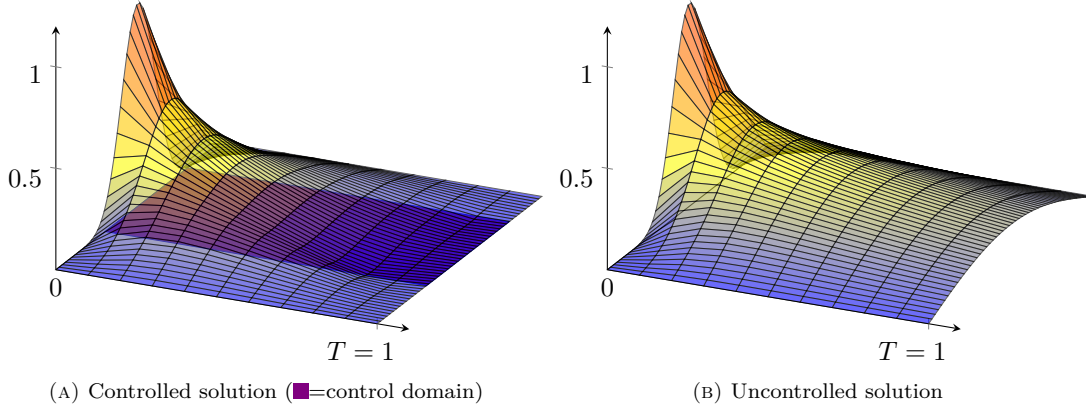 1
0.5
0
T = 1
(A) Controlled solution (■=control domain)
1
0.5
0
T = 1
(B) Uncontrolled solution